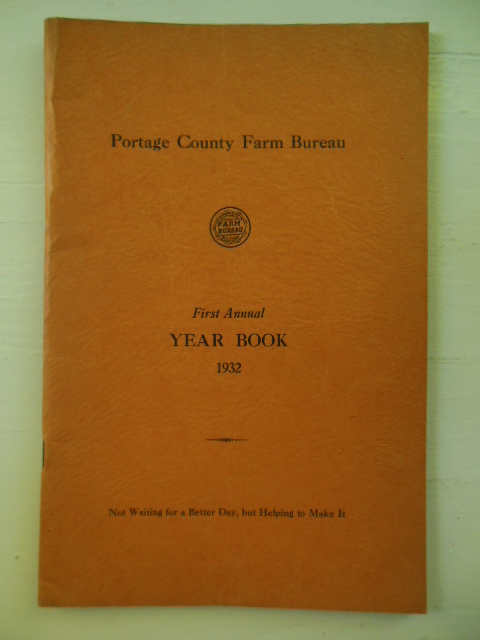 Portage County Farm Bureau
FARM
BUREAU
First Annual
YEAR BOOK
1932
Not Waiting for a Better Day, but Helping to Make It